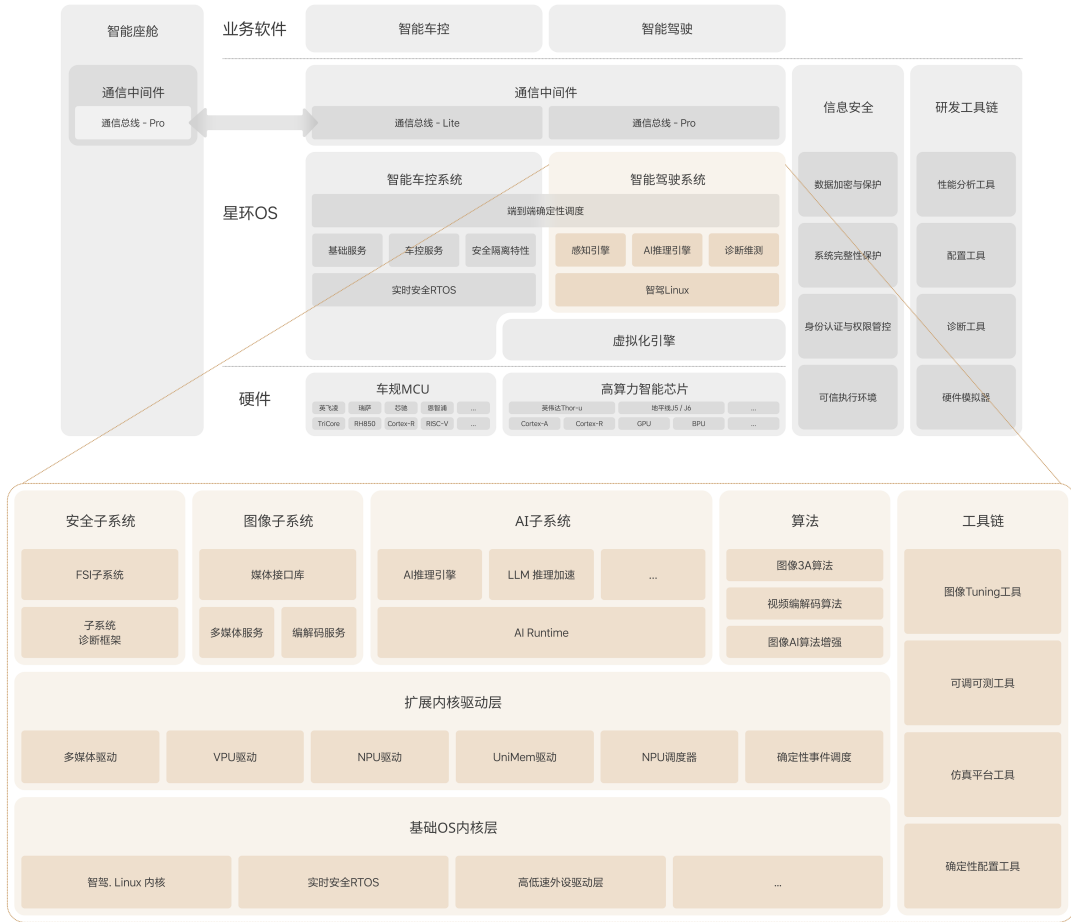 智能座舱
业务软件
智能车控
智能驾驶
通信中间件
通信总线 - Pro
通信中间件
通信总线 - Lite
通信总线 - Pro
信息安全
研发工具链
星环OS
智能车控系统
智能驾驶系统
端到端确定性调度
基础服务
车控服务
安全隔离特性
感知引擎
AI推理引擎
诊断维测
实时安全RTOS
智驾Linux
虚拟化引擎
数据加密与保护
系统完整性保护
身份认证与权限管控
可信执行环境
性能分析工具
配置工具
诊断工具
硬件模拟器
硬件
车规MCU
英飞凌
瑞萨
芯驰
恩智浦
...
TriCore
RH850
Cortex-R
RISC-V
...
高算力智能芯片
英伟达Thor-u
地平线J5 / J6
...
Cortex-A
Cortex-R
GPU
BPU
...
安全子系统
FSI子系统
子系统
诊断框架
图像子系统
媒体接口库
多媒体服务
编解码服务
AI子系统
AI推理引擎
LLM 推理加速
...
AI Runtime
算法
图像3A算法
视频编解码算法
图像AI算法增强
工具链
图像Tuning工具
可调可测工具
仿真平台工具
确定性配置工具
扩展内核驱动层
多媒体驱动
VPU驱动
NPU驱动
UniMem驱动
NPU调度器
确定性事件调度
基础OS内核层
智驾. Linux 内核
实时安全RTOS
高低速外设驱动层
...